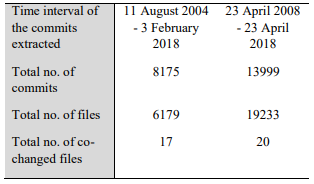 Time interval of 11 August 2004 23 April 2008
the commits - 3 February - 23 April
extracted 2018 2018
Total no. of 8175 13999
commits
Total no. of files 6179 19233
Total no. of co- 17 20
changed files